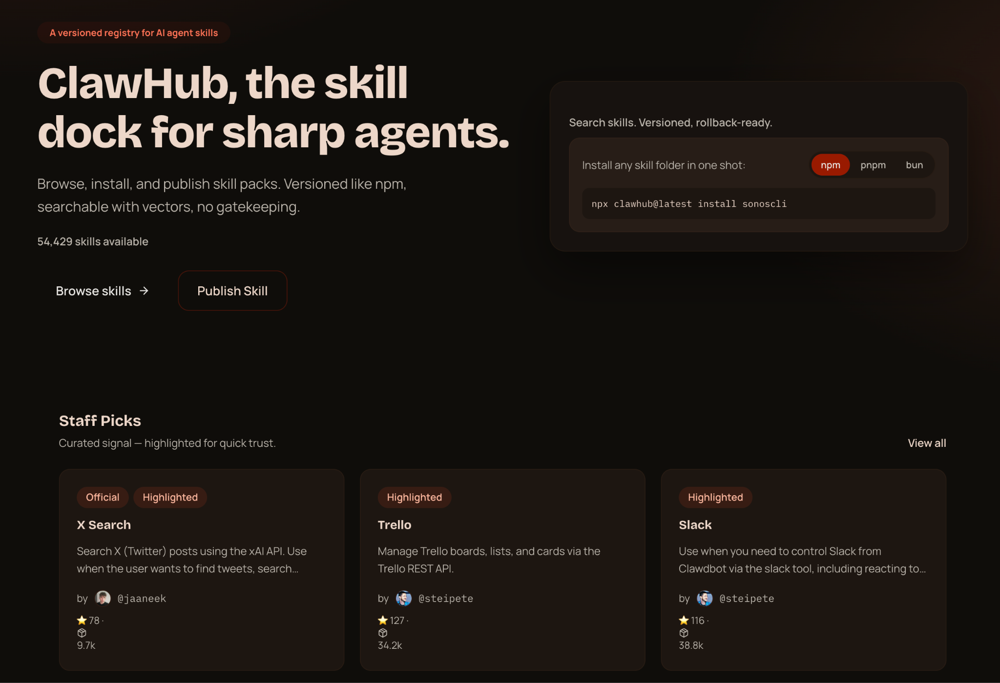 A versioned registry for AI agent skills
ClawHub, the skill
dock for sharp agents.
Browse, install, and publish skill packs. Versioned like npm,
searchable with vectors, no gatekeeping.
54,429 skills available
Browse skills →
Publish Skill
Search skills. Versioned, rollback-ready.
Install any skill folder in one shot:
npm
pnpm
bun
npx clawhub@latest install sonoscli
Staff Picks
Curated signal — highlighted for quick trust.
View all
Official
Highlighted
X Search
Search X (Twitter) posts using the xAI API. Use
when the user wants to find tweets, search…
by @jaaneek
⭐ 78 ·
9.7k
Highlighted
Trello
Manage Trello boards, lists, and cards via the
Trello REST API.
by @steipete
⭐ 127 ·
34.2k
Highlighted
Slack
Use when you need to control Slack from
Clawdbot via the slack tool, including reacting to…
by @steipete
⭐ 116 ·
38.8k